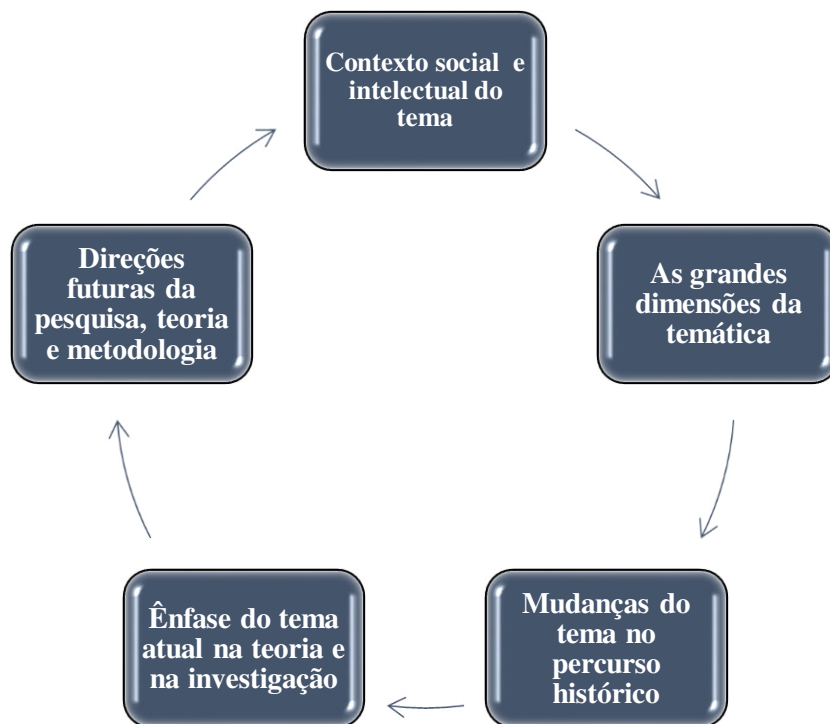 Contexto social e
intelectual do
tema
As grandes
dimensões da
temática
Mudanças do
tema no
percurso
histórico
Ênfase do tema
atual na teoria e
na investigação
Direções
futuras da
pesquisa, teoria
e metodologia